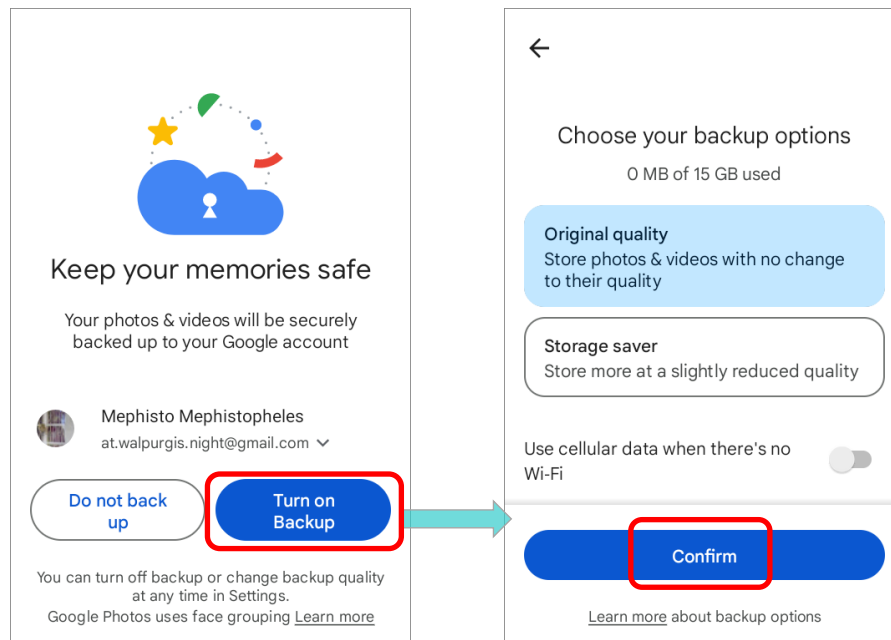 Keep your memories safe
Your photos & videos will be securely
backed up to your Google account
Mephisto Mephistopheles
at.walpurgis.night@gmail.com
Do not back
up
Turn on
Backup
You can turn off backup or change backup quality
at any time in Settings.
Google Photos uses face grouping Learn more
Choose your backup options
0 MB of 15 GB used
Original quality
Store photos & videos with no change
to their quality
Storage saver
Store more at a slightly reduced quality
Use cellular data when there's no
Wi-Fi
Confirm
Learn more about backup options